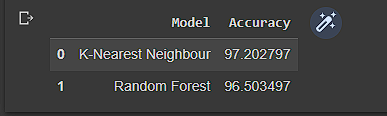 Model Accuracy
0 K-Nearest Neighbour 97.202797
1 Random Forest 96.503497